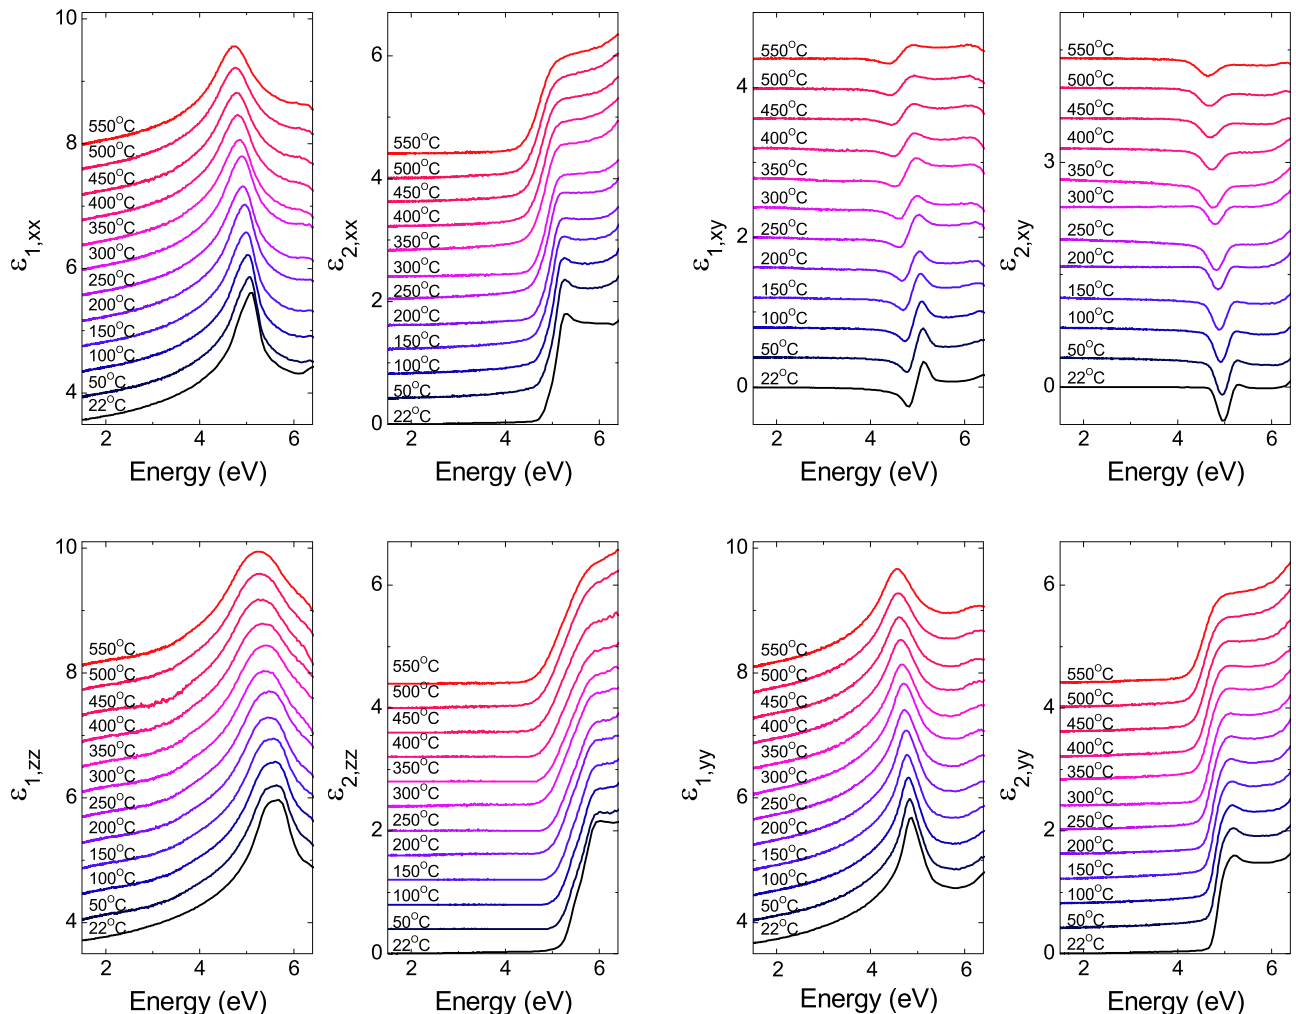 ε1,xx
10
8
6
4
550°C
500°C
450°C
400°C
350°C
300°C
250°C
200°C
150°C
100°C
50°C
22°C
2
4
6
Energy (eV)
ε2,xx
6
4
2
0
550°C
500°C
450°C
400°C
350°C
300°C
250°C
200°C
150°C
100°C
50°C
22°C
2
4
6
Energy (eV)
ε1,xy
4
2
0
550°C
500°C
450°C
400°C
350°C
300°C
250°C
200°C
150°C
100°C
50°C
22°C
2
4
6
Energy (eV)
ε2,xy
3
0
550°C
500°C
450°C
400°C
350°C
300°C
250°C
200°C
150°C
100°C
50°C
22°C
2
4
6
Energy (eV)
ε1,zz
10
8
6
4
550°C
500°C
450°C
400°C
350°C
300°C
250°C
200°C
150°C
100°C
50°C
22°C
2
4
6
Energy (eV)
ε2,zz
6
4
2
0
550°C
500°C
450°C
400°C
350°C
300°C
250°C
200°C
150°C
100°C
50°C
22°C
2
4
6
Energy (eV)
ε1,yy
10
8
6
4
550°C
500°C
450°C
400°C
350°C
300°C
250°C
200°C
150°C
100°C
50°C
22°C
2
4
6
Energy (eV)
ε2,yy
6
4
2
0
550°C
500°C
450°C
400°C
350°C
300°C
250°C
200°C
150°C
100°C
50°C
22°C
2
4
6
Energy (eV)